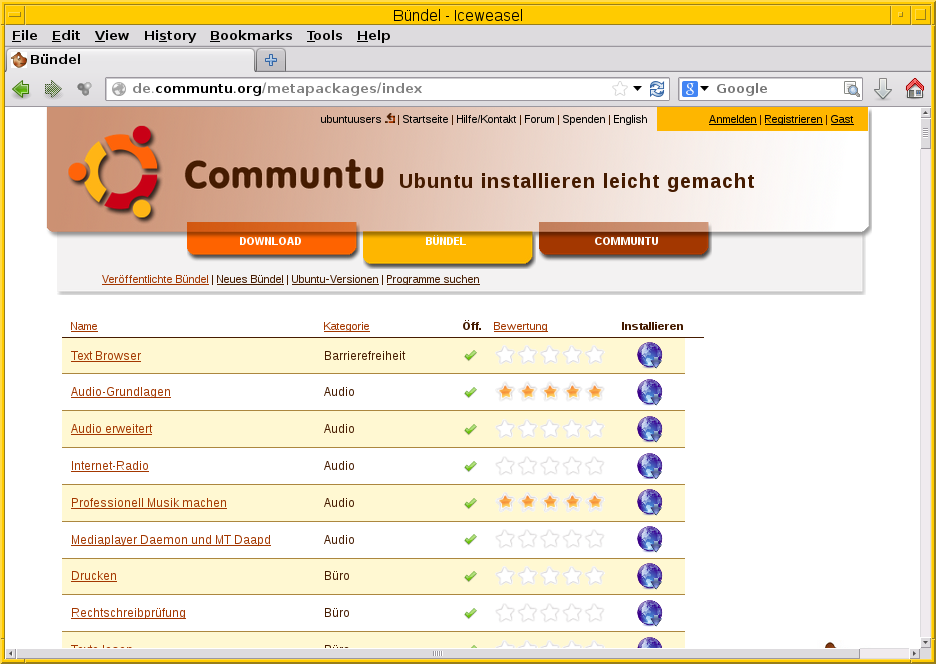 Bündel - Iceweasel
File Edit View History Bookmarks Tools Help
Bündel
de.communtu.org/metapackages/index
8 Google
ubuntuusers | Startseite | Hilfe/Kontakt | Forum | Spenden | English
Anmelden | Registrieren | Gast
Communtu Ubuntu installieren leicht gemacht
DOWNLOAD BÜNDEL COMMUNTU
Veröffentlichte Bündel | Neues Bündel | Ubuntu-Versionen | Programme suchen
Name Kategorie Öff. Bewertung Installieren
Text Browser Barrierefreiheit
Audio-Grundlagen Audio
Audio erweitert Audio
Internet-Radio Audio
Professionell Musik machen Audio
Mediaplayer Daemon und MT Daapd Audio
Drucken Büro
Rechtschreibprüfung Büro